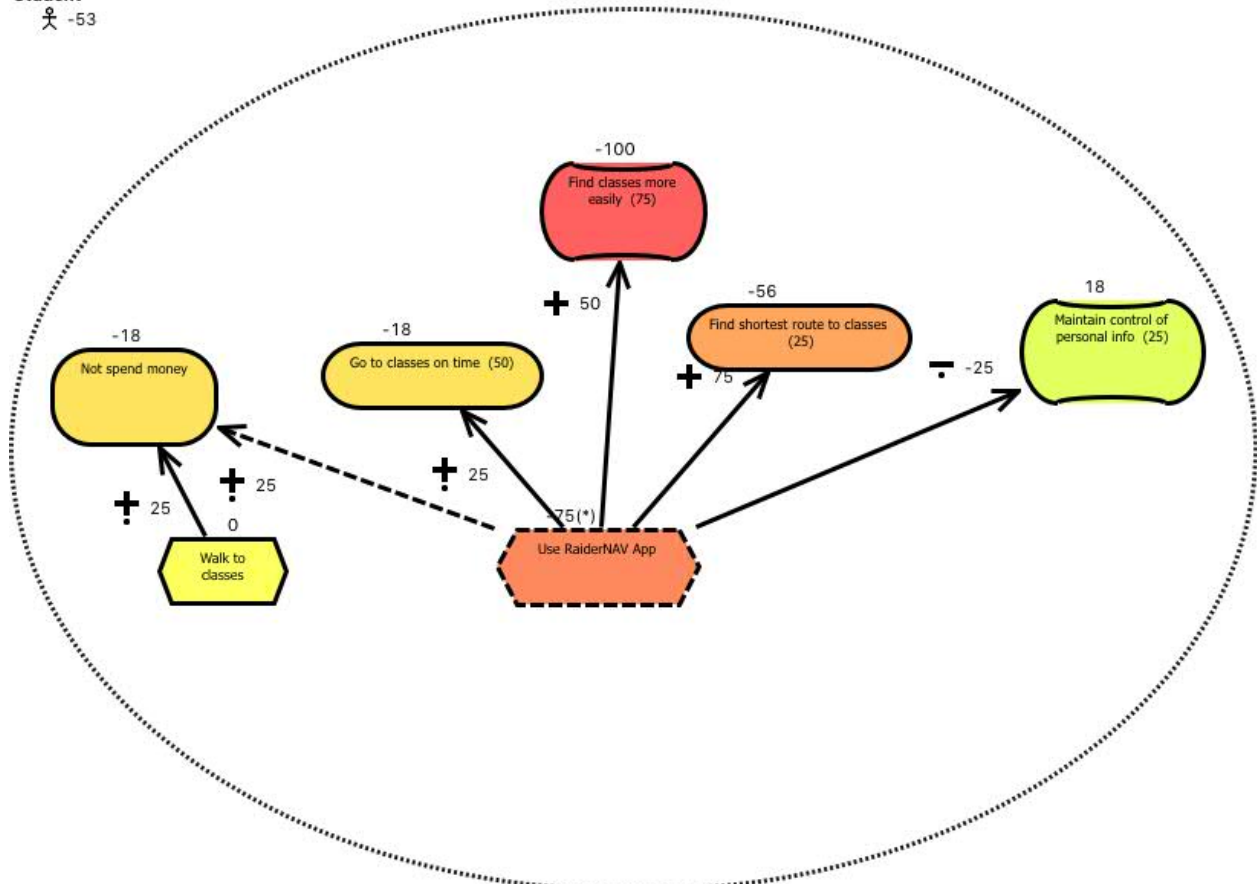 -53
-100
Find classes more
easily (75)
+ 50
-56
Find shortest route to classes
(25)
+ 75
18
Maintain control of
personal info (25)
-25
-18
Not spend money
-18
Go to classes on time (50)
25
25
25
0
Walk to
classes
-75(*)
Use RaiderNAV App